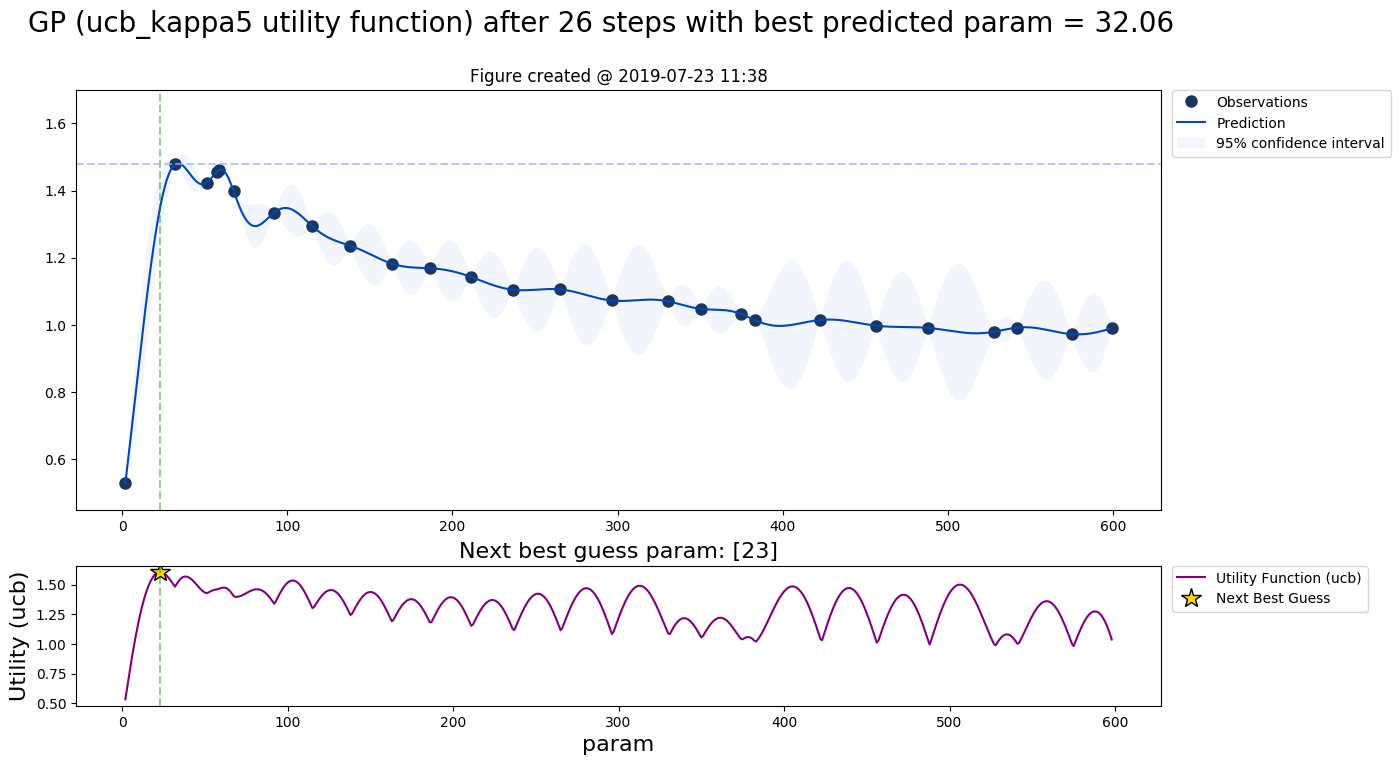 GP (ucb_kappa5 utility function) after 26 steps with best predicted param = 32.06
Figure created @ 2019-07-23 11:38
1.6
1.4
1.2
1.0
0.8
0.6
0
100
200
300
400
500
600
Observations
Prediction
95% confidence interval
Next best guess param: [23]
Utility (ucb)
1.50
1.25
1.00
0.75
0.50
0
100
200
300
400
500
600
param
Utility Function (ucb)
Next Best Guess